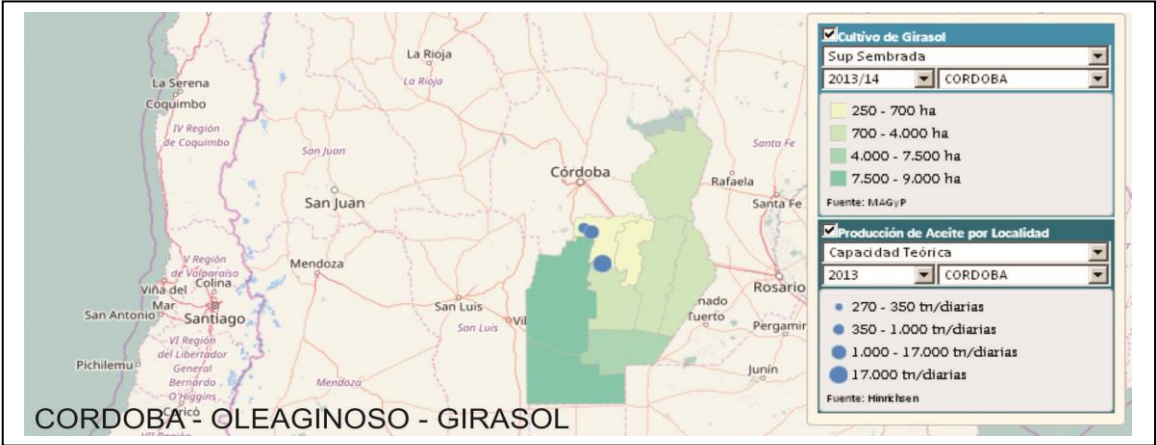 La Rioja
La Rioja
La Serena
Coquimbo
IV Región
de Coquimbo
San Juan
San Juan
Córdoba
Santa Fe
Rafaela
Santa Fe
V Región
de Valparaíso
Mendoza
Viña del
Mar
Colina
San Antonio
Santiago
San Luis
San Luis
Vil
Rosario
nado
Tuerto
Pergamir
VI Región
del Libertador
General
Bernardo
O'Higgins
Pichilemu
Mendoza
Junín
Curicó
CORDOBA - OLEAGINOSO - GIRASOL
Cultivo de Girasol
Sup Sembrada
2013/14 CORDOBA
250 - 700 ha
700 - 4.000 ha
4.000 - 7.500 ha
7.500 - 9.000 ha
Fuente: MAGyP
Producción de Aceite por Localidad
Capacidad Teórica
2013 CORDOBA
270 - 350 tn/diarias
350 - 1.000 tn/diarias
1.000 - 17.000 tn/diarias
17.000 tn/diarias
Fuente: Hinrichsen